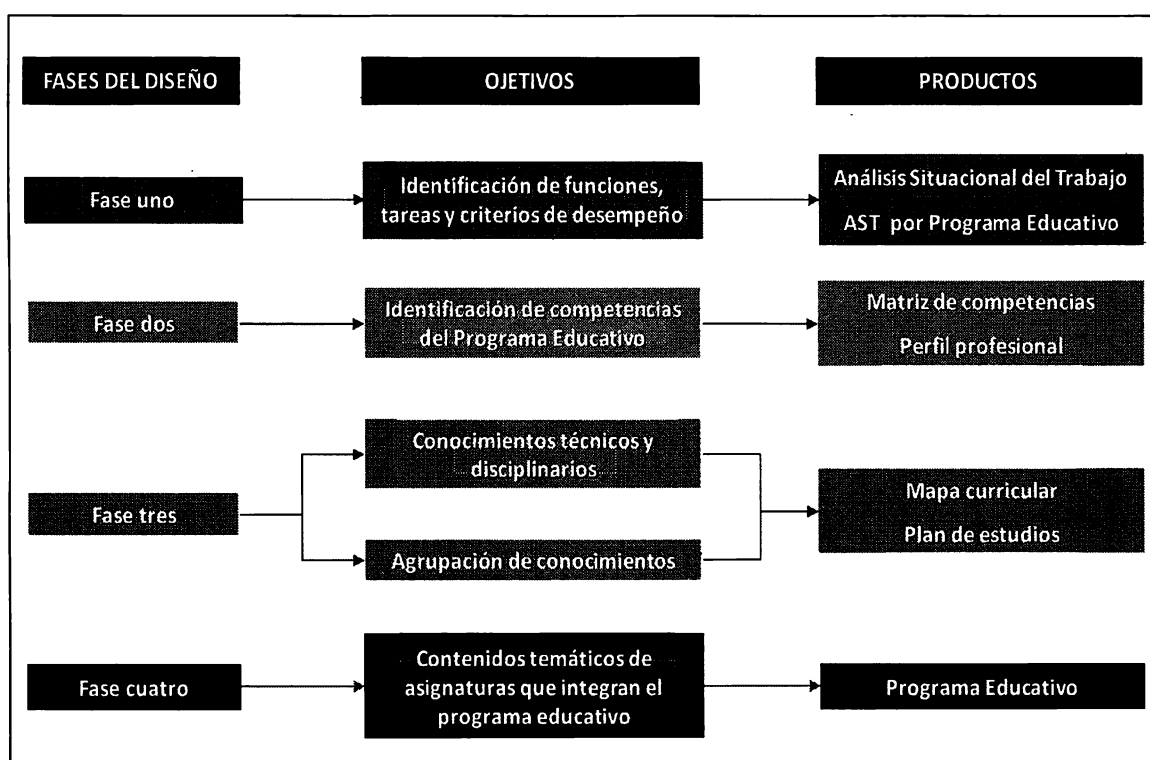 FASES DEL DISEÑO
OJETIVOS
PRODUCTOS
Fase uno
Identificación de funciones,
tareas y criterios de desempeño
Análisis Situacional del Trabajo
AST por Programa Educativo
Fase dos
Identificación de competencias
del Programa Educativo
Matriz de competencias
Perfil profesional
Fase tres
Conocimientos técnicos y
disciplinarios
Agrupación de conocimientos
Mapa curricular
Plan de estudios
Fase cuatro
Contenidos temáticos de
asignaturas que integran el
programa educativo
Programa Educativo